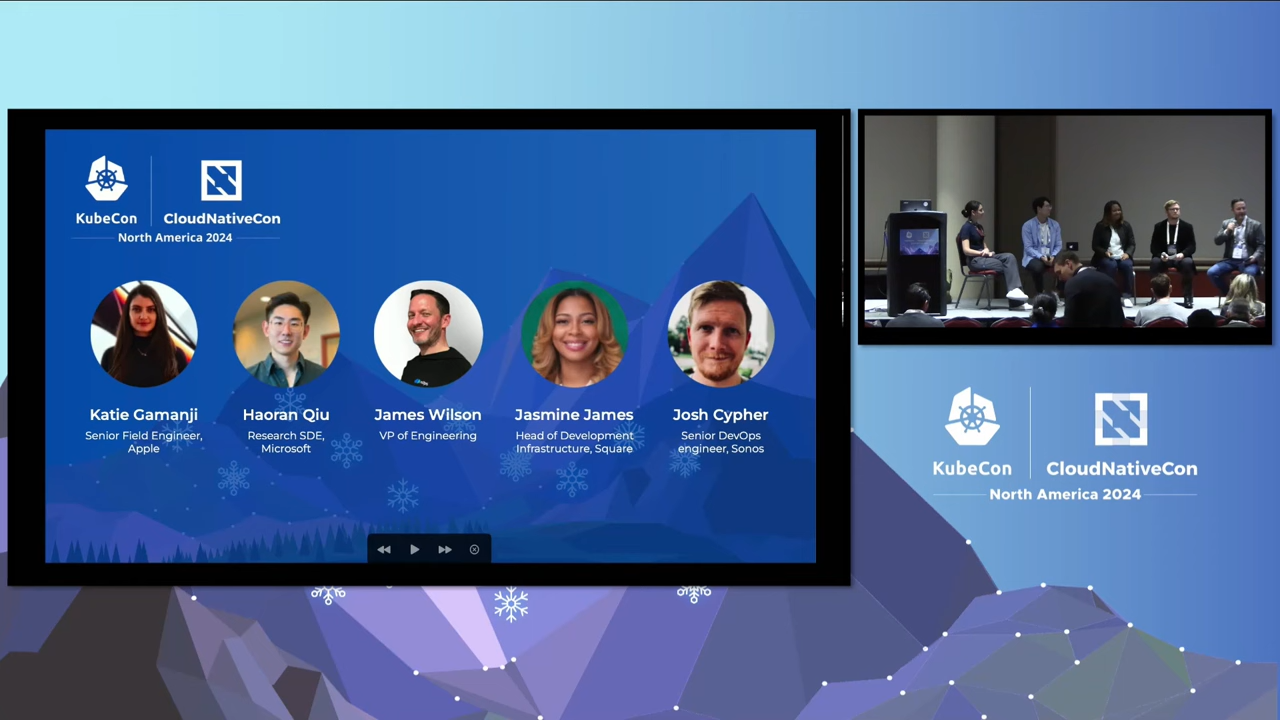 KubeCon
CloudNativeCon
North America 2024
Katie Gamanji
Senior Field Engineer,
Apple
Haoran Qiu
Research SDE,
Microsoft
James Wilson
VP of Engineering
Jasmine James
Head of Development
Infrastructure, Square
Josh Cypher
Senior DevOps
engineer, Sonos
KubeCon
CloudNativeCon
North America 2024